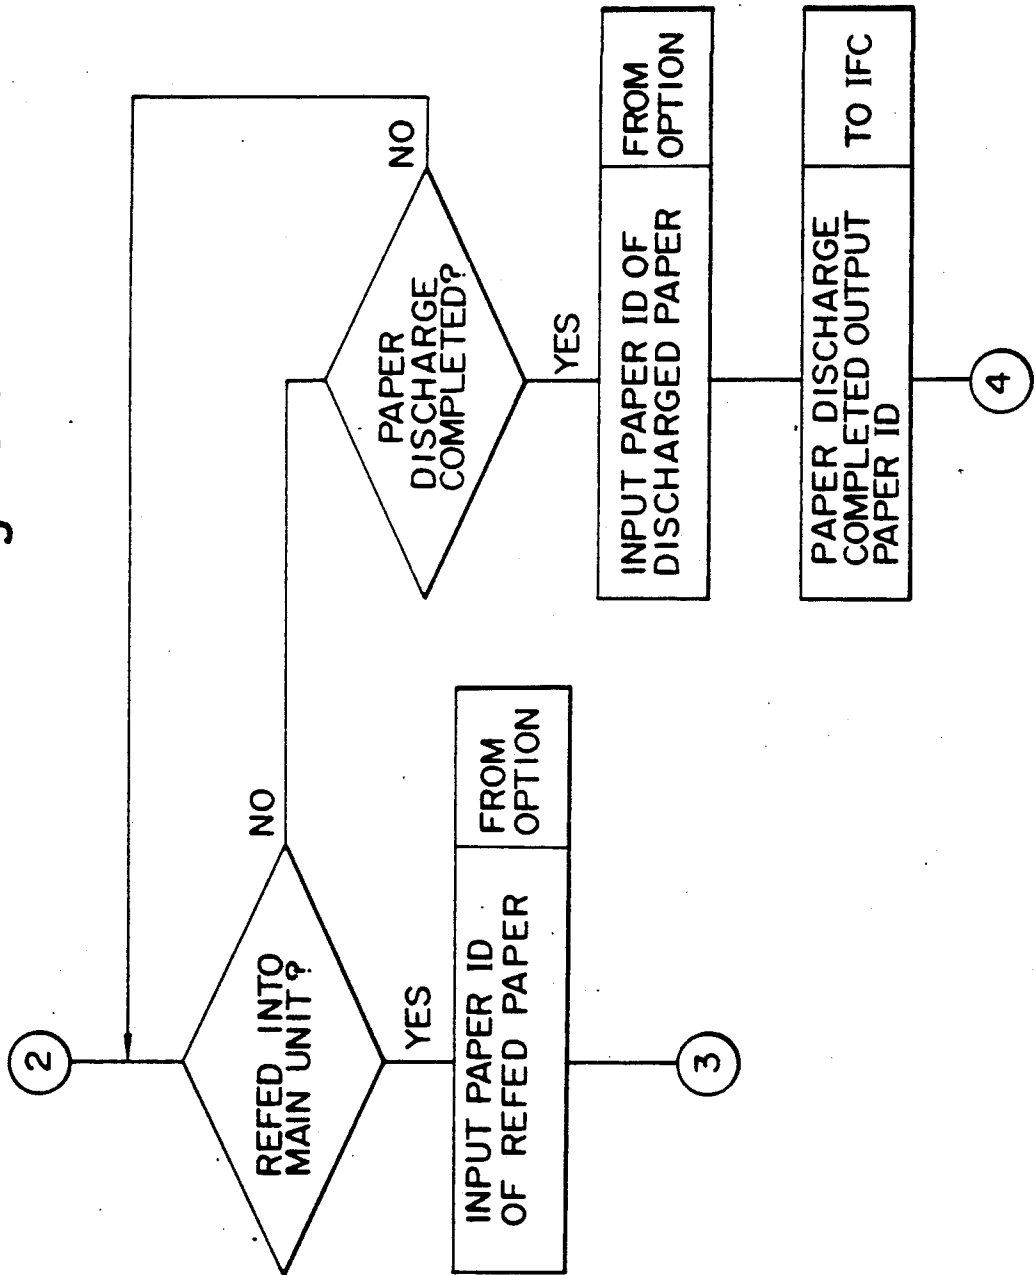 2
REFED INTO
MAIN UNIT?
NO
YES
INPUT PAPER ID
OF REFED PAPER
FROM
OPTION
3
PAPER
DISCHARGE
COMPLETED?
NO
YES
INPUT PAPER ID OF
DISCHARGED PAPER
FROM
OPTION
PAPER DISCHARGE
COMPLETED OUTPUT
PAPER ID
TO IFC
4